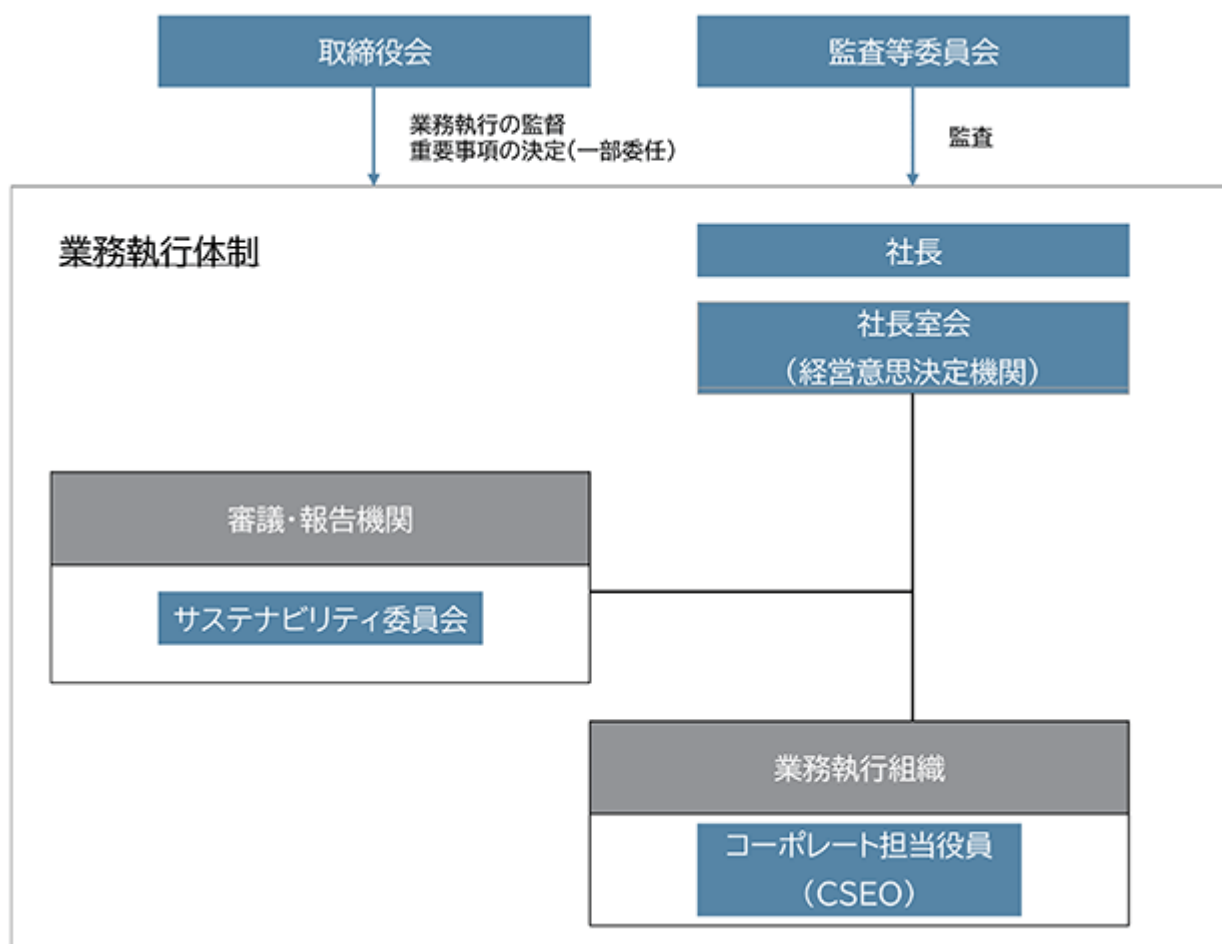 取締役会
監査等委員会
業務執行の監督
重要事項の決定(一部委任)
監査
業務執行体制
社長
社長室会
(経営意思決定機関)
審議・報告機関
サステナビリティ委員会
業務執行組織
コーポレート担当役員
(CSEO)